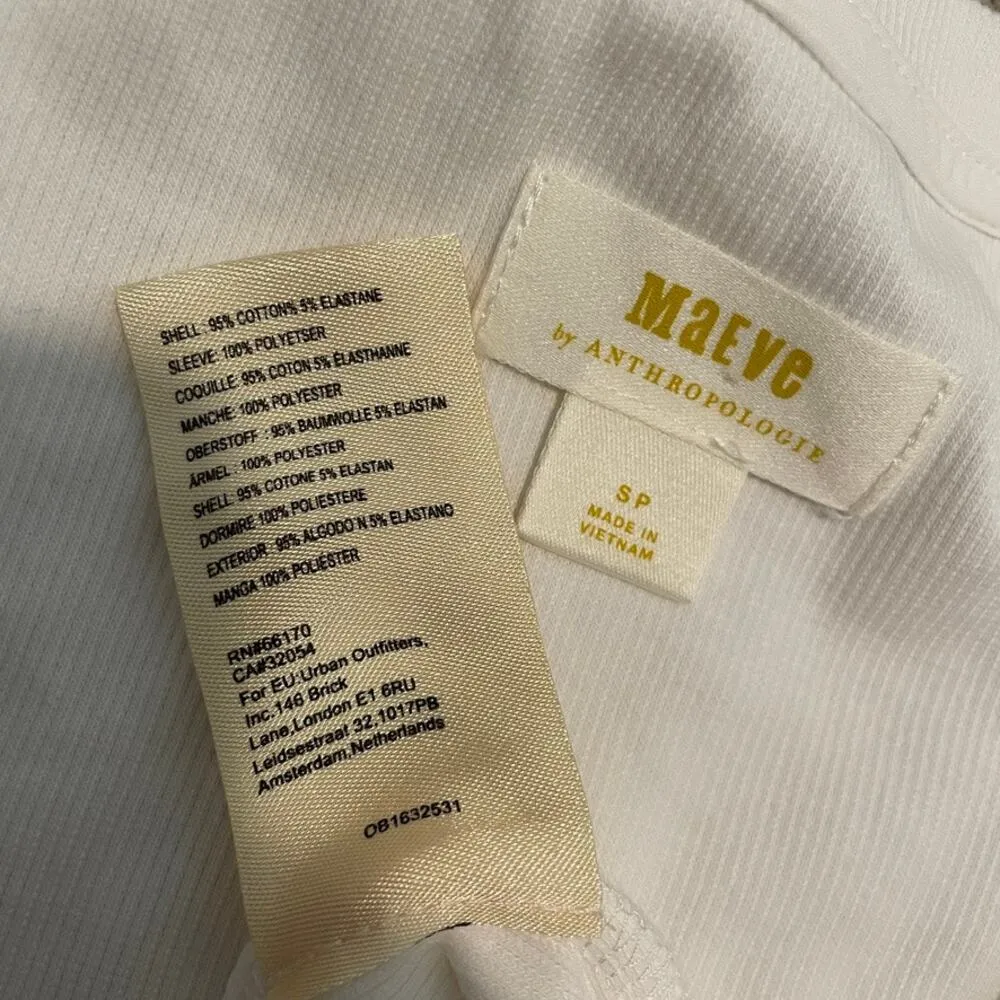 SHELL : 95% COTTON% 5% ELASTANE
SLEEVE: 100% POLYETSER
COQUILLE: 95% COTON 5% ÉLASTHANNE
MANCHE: 100% POLYESTER
OBERSTOFF : 95% BAUMWOLLE 5% ELASTAN
ÄRMEL : 100% POLYESTER
SHELL: 95% COTONE 5% ELASTAN
DORMIRE 100% POLIESTERE
EXTERIOR : 95% ALGODO´N 5% ELASTANO
MANGA 100% POLIÉSTER
RN#66170
CA#32054
For EU:Urban Outfitters,
Inc.146 Brick
Lane,London E1 6RU
Leidsestraat 32,1017PB
Amsterdam,Netherlands
OB1632531
MaEVe
by ANTHROPOLOGIE
SP
MADE IN
VIETNAM